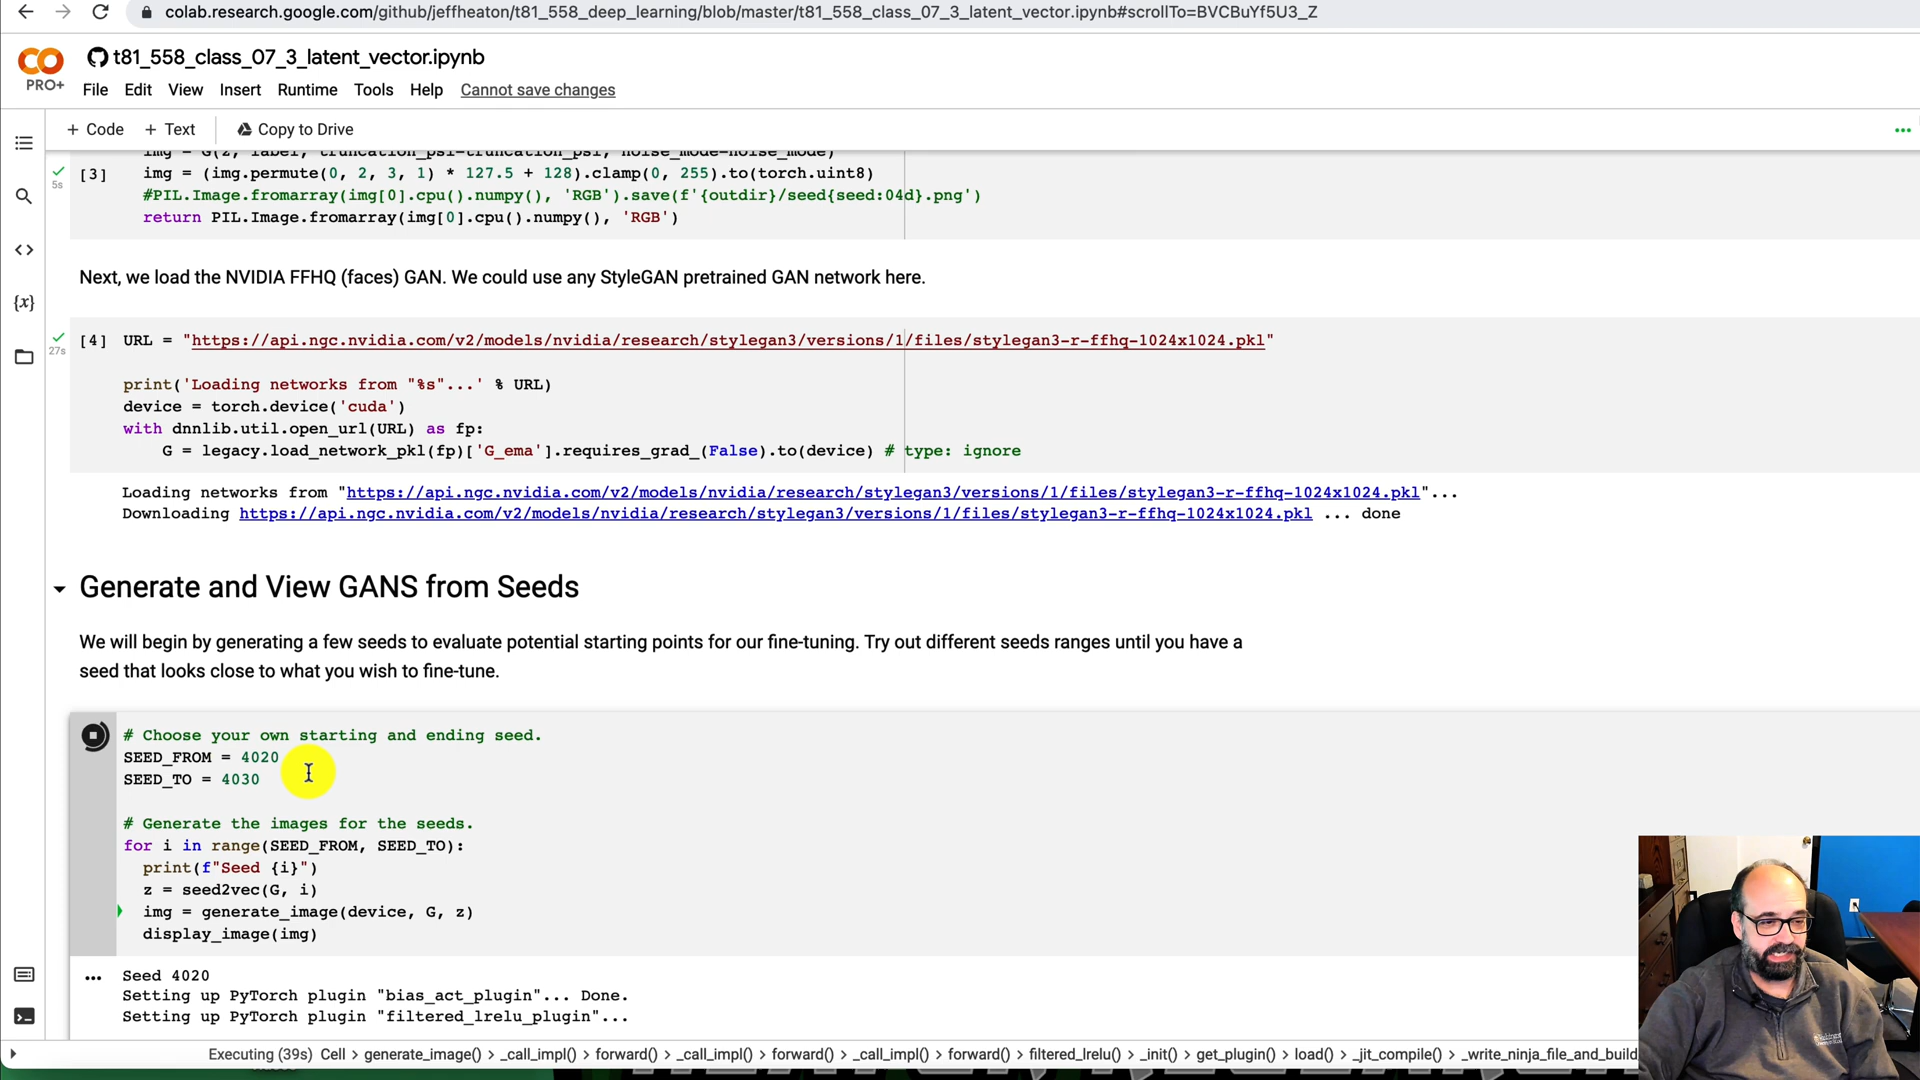 colab.research.google.com/github/jeffheaton/t81_558_deep_learning/blob/master/t81_558_class_07_3_latent_vector.ipynb#scrollTo=BVCBuYf5U3_Z
t81_558_class_07_3_latent_vector.ipynb
PRO+
File Edit View Insert Runtime Tools Help Cannot save changes
+ Code + Text Copy to Drive
img = G(z, label, truncation_psi=truncation_psi, noise_mode=noise_mode)
[3] img = (img.permute(0, 2, 3, 1) * 127.5 + 128).clamp(0, 255).to(torch.uint8)
5s
#PIL.Image.fromarray(img[0].cpu().numpy(), 'RGB').save(f'{outdir}/seed{seed:04d}.png')
return PIL.Image.fromarray(img[0].cpu().numpy(), 'RGB')
Next, we load the NVIDIA FFHQ (faces) GAN. We could use any StyleGAN pretrained GAN network here.
[4] URL = "https://api.ngc.nvidia.com/v2/models/nvidia/research/stylegan3/versions/1/files/stylegan3-r-ffhq-1024x1024.pkl"
27s
print('Loading networks from "%s"...' % URL)
device = torch.device('cuda')
with dnnlib.util.open_url(URL) as fp:
G = legacy.load_network_pkl(fp)['G_ema'].requires_grad_(False).to(device) # type: ignore
Loading networks from "https://api.ngc.nvidia.com/v2/models/nvidia/research/stylegan3/versions/1/files/stylegan3-r-ffhq-1024x1024.pkl"...
Downloading https://api.ngc.nvidia.com/v2/models/nvidia/research/stylegan3/versions/1/files/stylegan3-r-ffhq-1024x1024.pkl ... done
Generate and View GANS from Seeds
We will begin by generating a few seeds to evaluate potential starting points for our fine-tuning. Try out different seeds ranges until you have a
seed that looks close to what you wish to fine-tune.
# Choose your own starting and ending seed.
SEED_FROM = 4020
SEED_TO = 4030
# Generate the images for the seeds.
for i in range(SEED_FROM, SEED_TO):
print(f"Seed {i}")
z = seed2vec(G, i)
img = generate_image(device, G, z)
display_image(img)
... Seed 4020
Setting up PyTorch plugin "bias_act_plugin"... Done.
Setting up PyTorch plugin "filtered_lrelu_plugin"...
Executing (39s) Cell > generate_image() > _call_impl() > forward() > _call_impl() > forward() > _call_impl() > forward() > filtered_lrelu() > _init() > get_plugin() > load() > _jit_compile() > _write_ninja_file_and_build